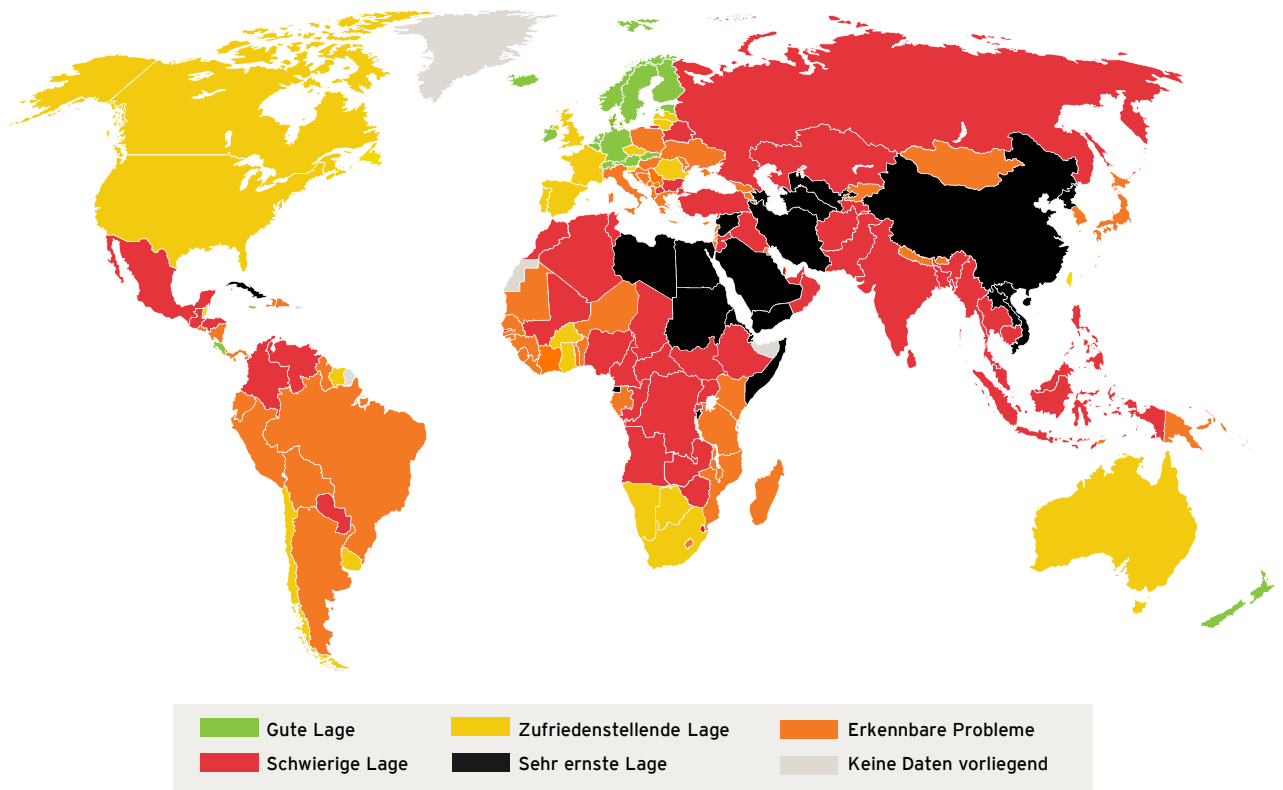 Gute Lage
Zufriedenstellende Lage
Erkennbare Probleme
Schwierige Lage
Sehr ernste Lage
Keine Daten vorliegend